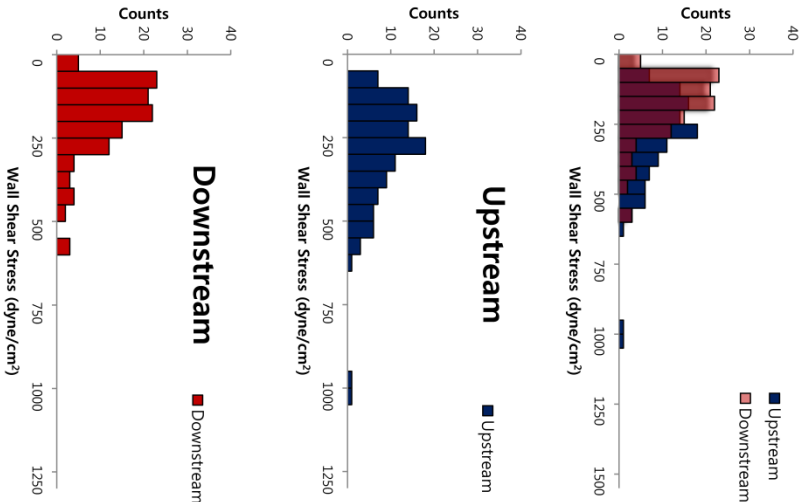 Counts
0 10 20 30 40
0 250 500 750 1000 1250
Wall Shear Stress (dyne/cm²)
Downstream
Downstream
Counts
0 10 20 30 40
0 250 500 750 1000 1250
Wall Shear Stress (dyne/cm²)
Upstream
Upstream
Counts
0 10 20 30 40
0 250 500 750 1000 1250 1500
Wall Shear Stress (dyne/cm²)
Upstream
Downstream